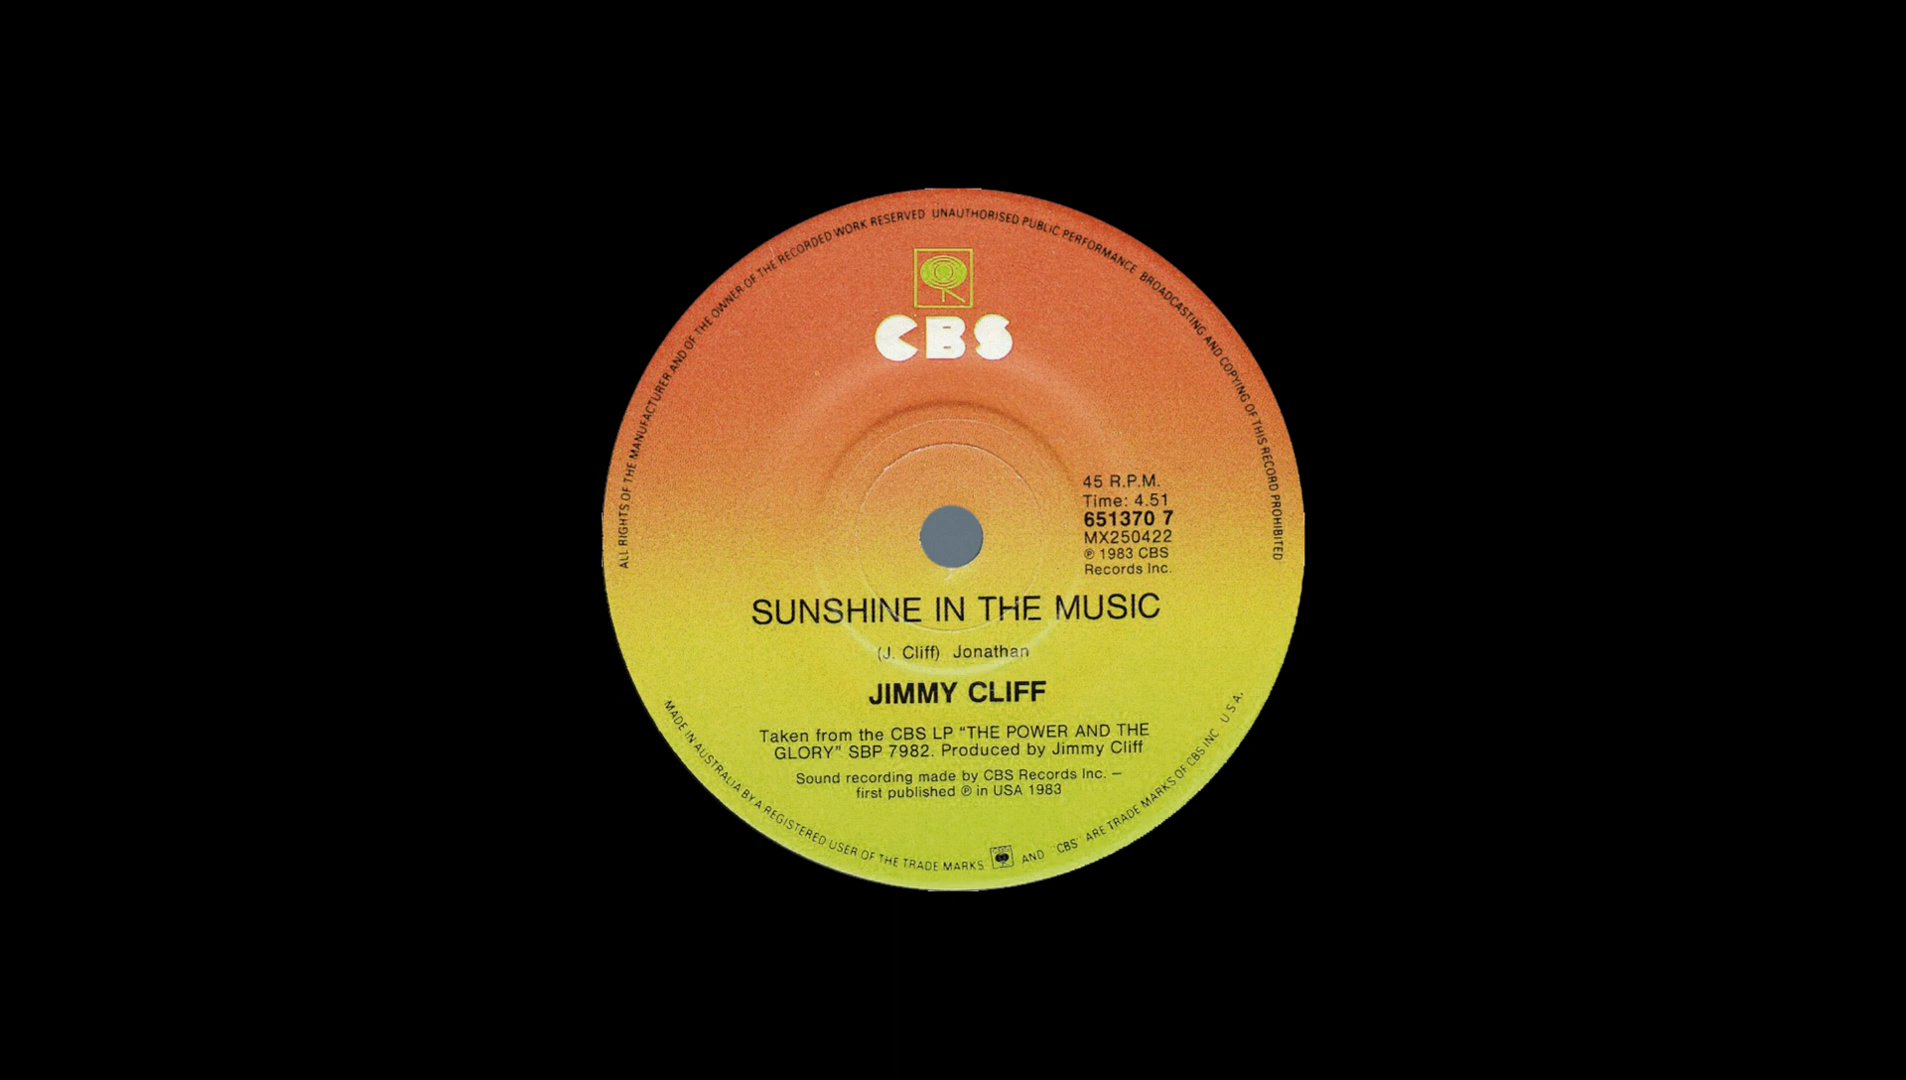 ALL RIGHTS OF THE MANUFACTURER AND OF THE OWNER OF THE RECORDED WORK RESERVED UNAUTHORISED PUBLIC PERFORMANCE BROADCASTING AND COPYING OF THIS RECORD PROHIBITED
CBS
45 R.P.M.
Time: 4.51
651370 7
MX250422
℗ 1983 CBS
Records Inc.
SUNSHINE IN THE MUSIC
(J. Cliff) Jonathan
JIMMY CLIFF
Taken from the CBS LP “THE POWER AND THE
GLORY” SBP 7982. Produced by Jimmy Cliff
Sound recording made by CBS Records Inc. –
first published ℗ in USA 1983
MADE IN AUSTRALIA BY A REGISTERED USER OF THE TRADE MARKS AND "CBS" ARE TRADE MARKS OF CBS INC U.S.A.